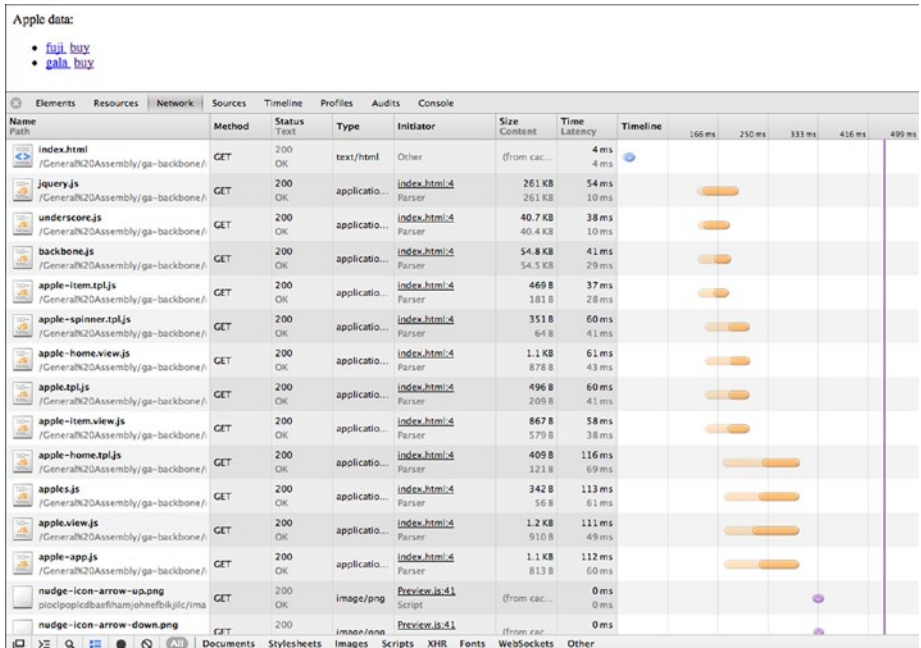 Apple data:
• fuji buy
• gala buy
Elements Resources Network Sources Timeline Profiles Audits Console
Name Path Method Status Text Type Initiator Size Content Time Latency Timeline 166 ms 250 ms 333 ms 416 ms 499 ms
index.html GET 200 text/html Other (from cac... 4 ms
/General%20Assembly/ga-backbone/ OK 4 ms
jquery.js GET 200 applicatio... index.html:4 261 KB 54 ms
/General%20Assembly/ga-backbone/ OK Parser 261 KB 10 ms
underscore.js GET 200 applicatio... index.html:4 40.7 KB 38 ms
/General%20Assembly/ga-backbone/ OK Parser 40.4 KB 10 ms
backbone.js GET 200 applicatio... index.html:4 54.8 KB 41 ms
/General%20Assembly/ga-backbone/ OK Parser 54.5 KB 29 ms
apple-item.tpl.js GET 200 applicatio... index.html:4 469 B 37 ms
/General%20Assembly/ga-backbone/ OK Parser 181 B 28 ms
apple-spinner.tpl.js GET 200 applicatio... index.html:4 351 B 60 ms
/General%20Assembly/ga-backbone/ OK Parser 64 B 41 ms
apple-home.view.js GET 200 applicatio... index.html:4 1.1 KB 61 ms
/General%20Assembly/ga-backbone/ OK Parser 878 B 43 ms
apple.tpl.js GET 200 applicatio... index.html:4 496 B 60 ms
/General%20Assembly/ga-backbone/ OK Parser 209 B 41 ms
apple-item.view.js GET 200 applicatio... index.html:4 867 B 58 ms
/General%20Assembly/ga-backbone/ OK Parser 579 B 38 ms
apple-home.tpl.js GET 200 applicatio... index.html:4 409 B 116 ms
/General%20Assembly/ga-backbone/ OK Parser 121 B 69 ms
apples.js GET 200 applicatio... index.html:4 342 B 113 ms
/General%20Assembly/ga-backbone/ OK Parser 56 B 61 ms
apple.view.js GET 200 applicatio... index.html:4 1.2 KB 111 ms
/General%20Assembly/ga-backbone/ OK Parser 910 B 49 ms
apple-app.js GET 200 applicatio... index.html:4 1.1 KB 112 ms
/General%20Assembly/ga-backbone/ OK Parser 813 B 60 ms
nudge-icon-arrow-up.png GET 200 image/png Preview.js:41 (from cac... 0 ms
OK Script 0 ms
nudge-icon-arrow-down.png GET 200 image/png Preview.js:41 (from cac 0 ms
All Documents Stylesheets Images Scripts XHR Fonts WebSockets Other